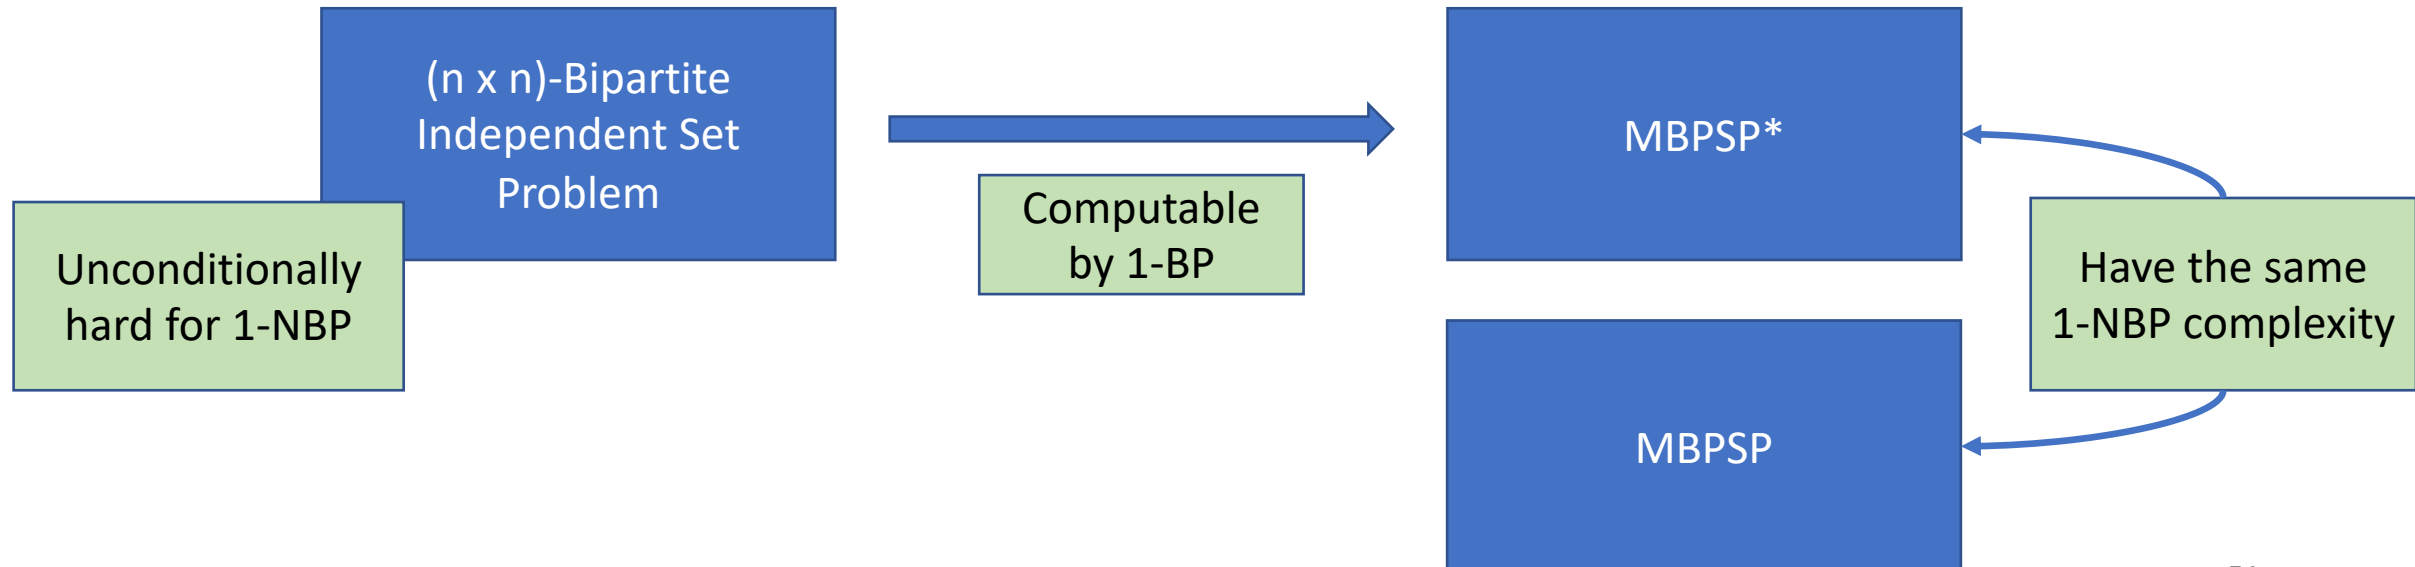 (n x n)-Bipartite
Independent Set
Problem
Unconditionally
hard for 1-NBP
Computable
by 1-BP
MBPSP*
Have the same
1-NBP complexity
MBPSP